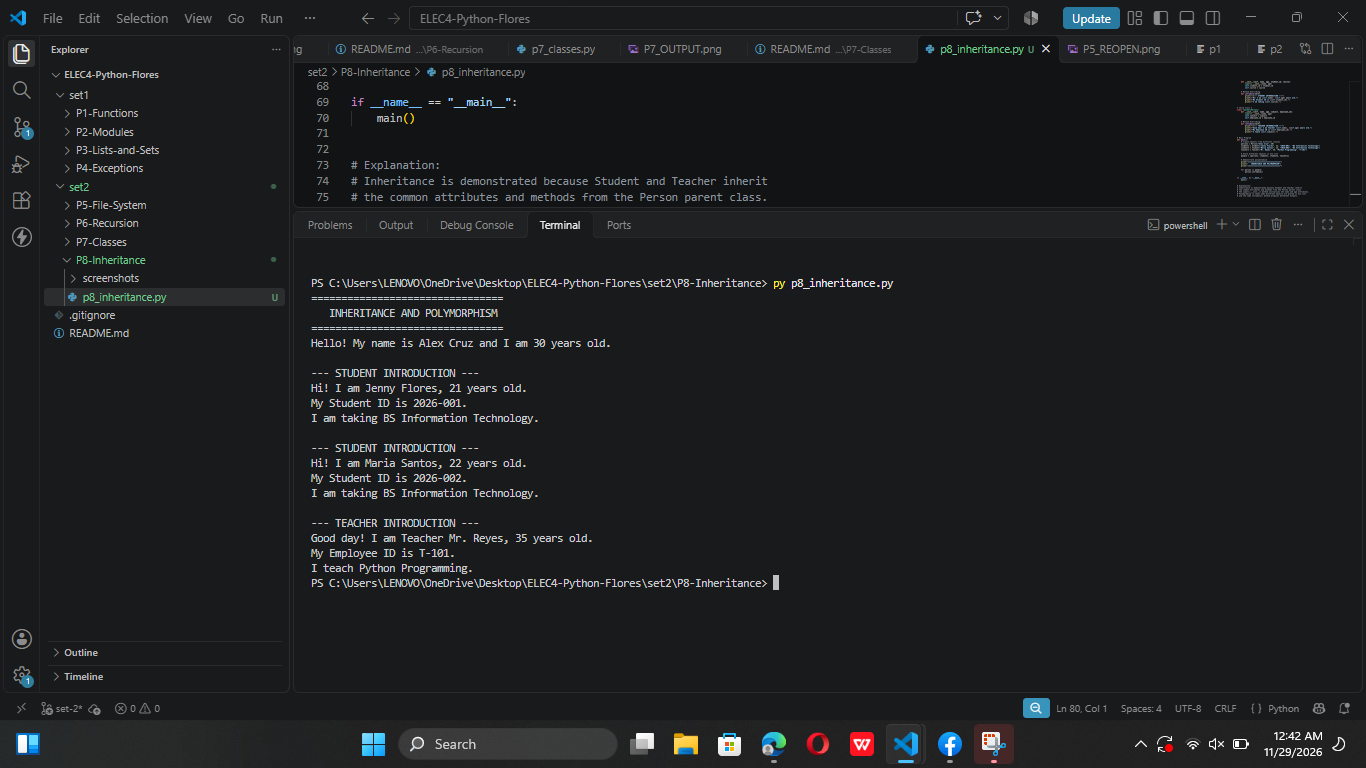 File Edit Selection View Go Run ··· ELEC4-Python-Flores Update
Explorer ···
ELEC4-Python-Flores
set1
P1-Functions
P2-Modules
P3-Lists-and-Sets
P4-Exceptions
set2
P5-File-System
P6-Recursion
P7-Classes
P8-Inheritance
screenshots
p8_inheritance.py U
.gitignore
README.md
Outline
Timeline
ng README.md ...\P6-Recursion p7_classes.py P7_OUTPUT.png README.md ...\P7-Classes p8_inheritance.py U P5_REOPEN.png p1 p2 ···
set2 > P8-Inheritance > p8_inheritance.py
68
69 if __name__ == "__main__":
70 main()
71
72
73 # Explanation:
74 # Inheritance is demonstrated because Student and Teacher inherit
75 # the common attributes and methods from the Person parent class.
Problems Output Debug Console Terminal Ports powershell ···
PS C:\Users\LENOVO\OneDrive\Desktop\ELEC4-Python-Flores\set2\P8-Inheritance> py p8_inheritance.py
================================
INHERITANCE AND POLYMORPHISM
================================
Hello! My name is Alex Cruz and I am 30 years old.
--- STUDENT INTRODUCTION ---
Hi! I am Jenny Flores, 21 years old.
My Student ID is 2026-001.
I am taking BS Information Technology.
--- STUDENT INTRODUCTION ---
Hi! I am Maria Santos, 22 years old.
My Student ID is 2026-002.
I am taking BS Information Technology.
--- TEACHER INTRODUCTION ---
Good day! I am Teacher Mr. Reyes, 35 years old.
My Employee ID is T-101.
I teach Python Programming.
PS C:\Users\LENOVO\OneDrive\Desktop\ELEC4-Python-Flores\set2\P8-Inheritance>
1
1
set-2* 0 0 Ln 80, Col 1 Spaces: 4 UTF-8 CRLF { } Python
Search
12:42 AM
11/29/2026